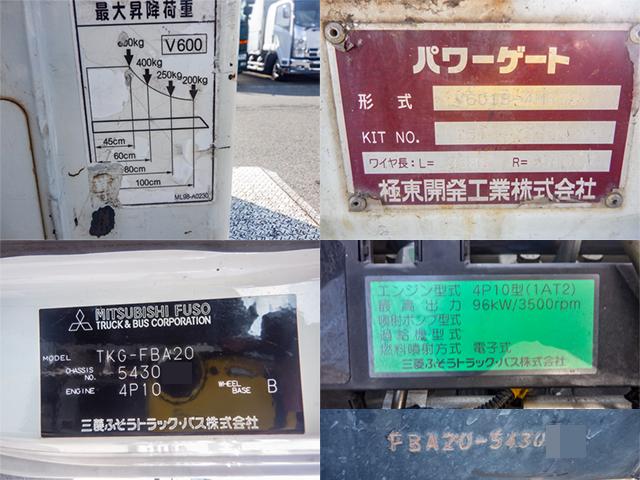 最大昇降荷重
V600
600kg
400kg
250kg
200kg
45cm
60cm
80cm
100cm
ML98-A0230
パワーゲート
形式
KIT NO.
ワイヤ長:L= R=
極東開発工業株式会社
MITSUBISHI FUSO
TRUCK & BUS CORPORATION
MODEL TKG-FBA20
CHASSIS NO. 5430
ENGINE 4P10 WHEEL BASE B
三菱ふそうトラック・バス株式会社
エンジン型式 4P10型(1AT2)
最高出力 96kW/3500rpm
噴射ポンプ型式
過給機型式
燃料噴射方式 電子式
三菱ふそうトラック・バス株式会社
FBA20-5430